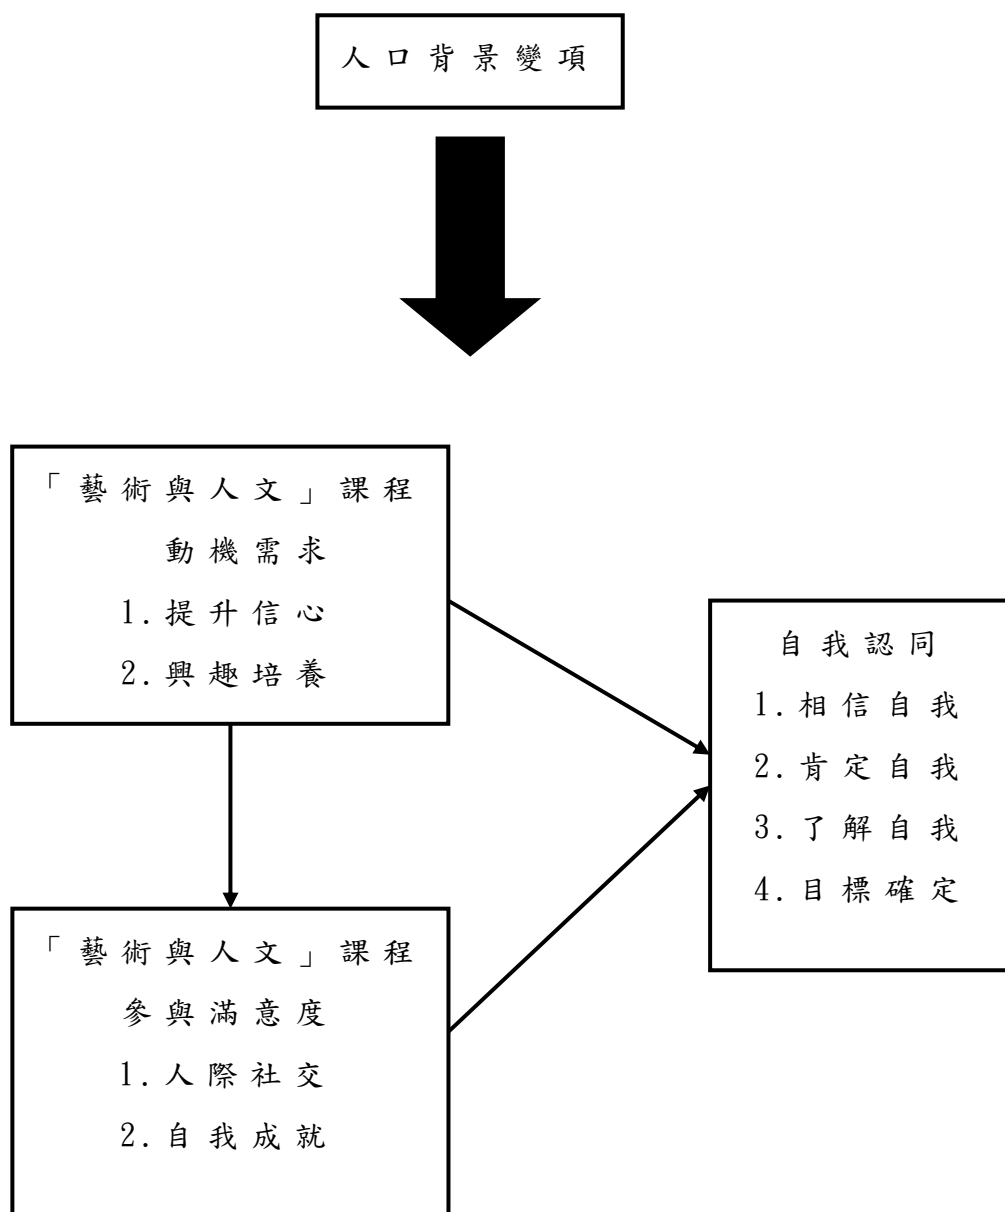 人口背景變項
「藝術與人文」課程
動機需求
1.提升信心
2.興趣培養
自我認同
1.相信自我
2.肯定自我
3.了解自我
4.目標確定
「藝術與人文」課程
參與滿意度
1.人際社交
2.自我成就